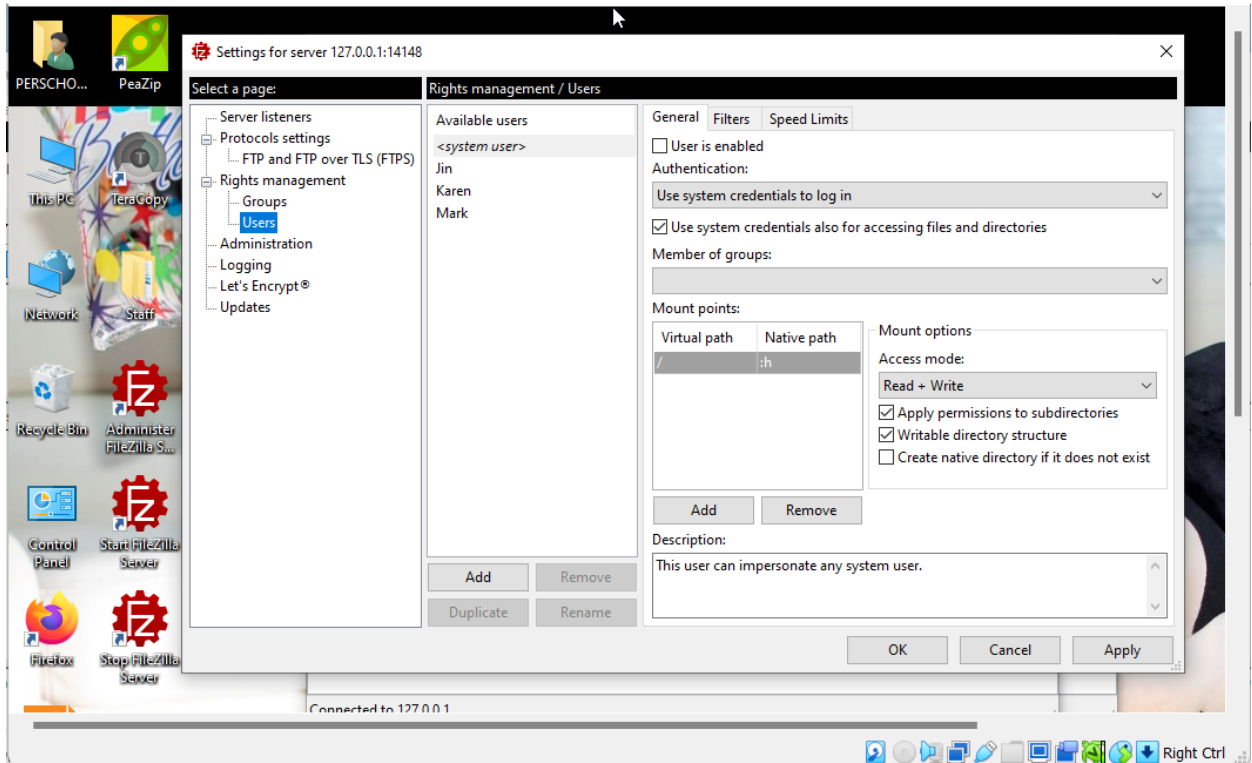 PERSCHO...
PeaZip
This PC
TeraCopy
Network
Staff
Recycle Bin
Administer
FileZilla S...
Control
Panel
Start FileZilla
Server
Firefox
Stop FileZilla
Server
Settings for server 127.0.0.1:14148
Select a page:
Server listeners
Protocols settings
FTP and FTP over TLS (FTPS)
Rights management
Groups
Users
Administration
Logging
Let's Encrypt®
Updates
Rights management / Users
Available users
<system user>
Jin
Karen
Mark
Add
Remove
Duplicate
Rename
General
Filters
Speed Limits
User is enabled
Authentication:
Use system credentials to log in
Use system credentials also for accessing files and directories
Member of groups:
Mount points:
Virtual path
Native path
/
:h
Add
Remove
Mount options
Access mode:
Read + Write
Apply permissions to subdirectories
Writable directory structure
Create native directory if it does not exist
Description:
This user can impersonate any system user.
OK
Cancel
Apply
Connected to 127.0.0.1
Right Ctrl